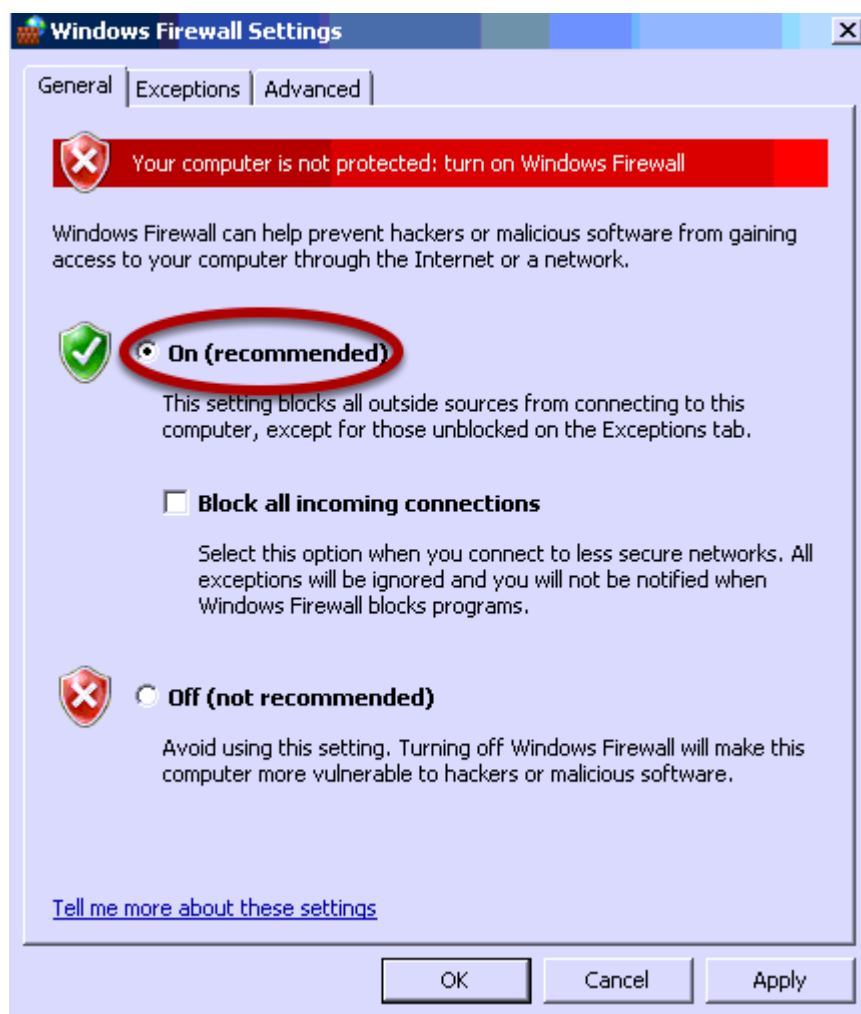 Windows Firewall Settings
General Exceptions Advanced
Your computer is not protected: turn on Windows Firewall
Windows Firewall can help prevent hackers or malicious software from gaining
access to your computer through the Internet or a network.
On (recommended)
This setting blocks all outside sources from connecting to this
computer, except for those unblocked on the Exceptions tab.
Block all incoming connections
Select this option when you connect to less secure networks. All
exceptions will be ignored and you will not be notified when
Windows Firewall blocks programs.
Off (not recommended)
Avoid using this setting. Turning off Windows Firewall will make this
computer more vulnerable to hackers or malicious software.
Tell me more about these settings
OK Cancel Apply